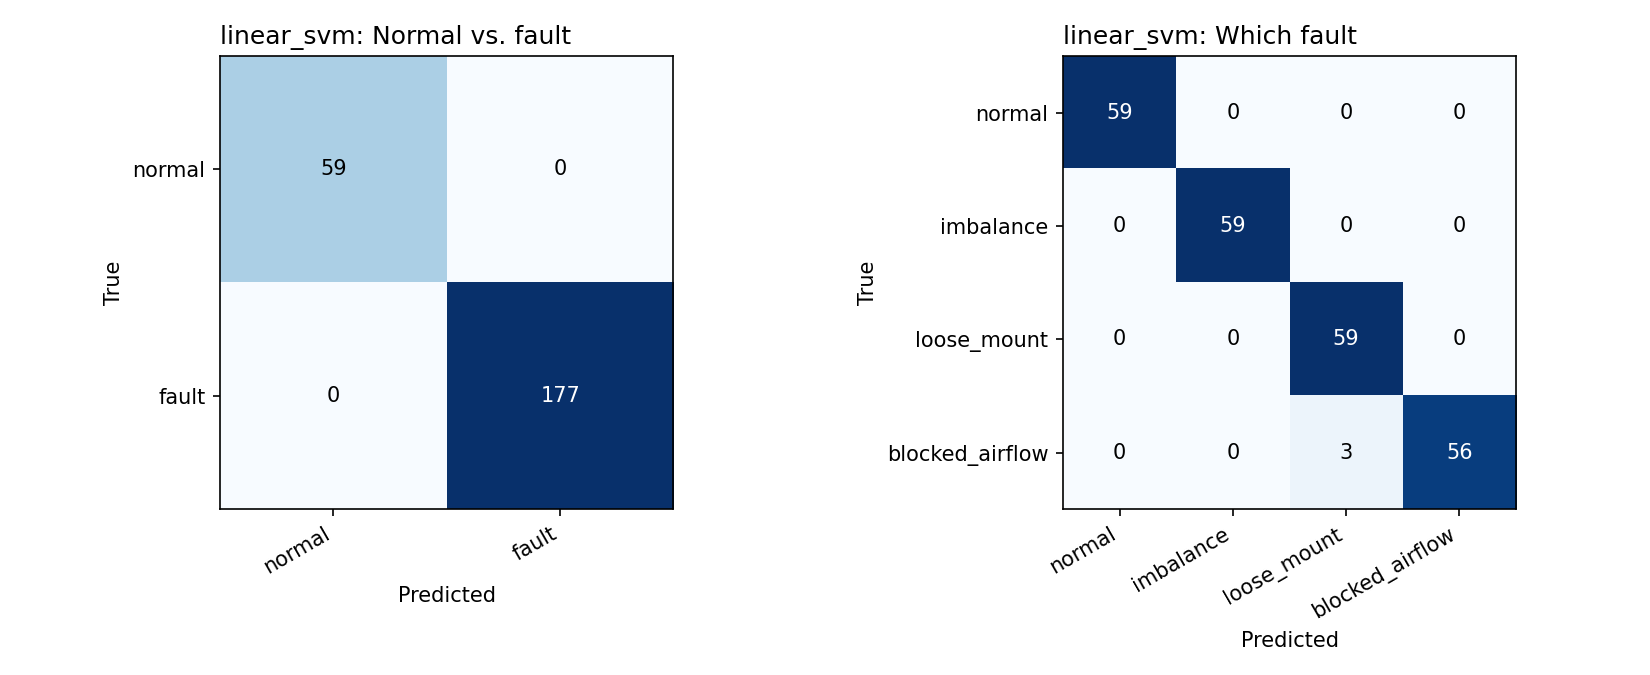 linear_svm: Normal vs. fault
normal
59
0
fault
0
177
True
normal
fault
Predicted
linear_svm: Which fault
normal
59
0
0
0
imbalance
0
59
0
0
loose_mount
0
0
59
0
blocked_airflow
0
0
3
56
True
normal
imbalance
loose_mount
blocked_airflow
Predicted